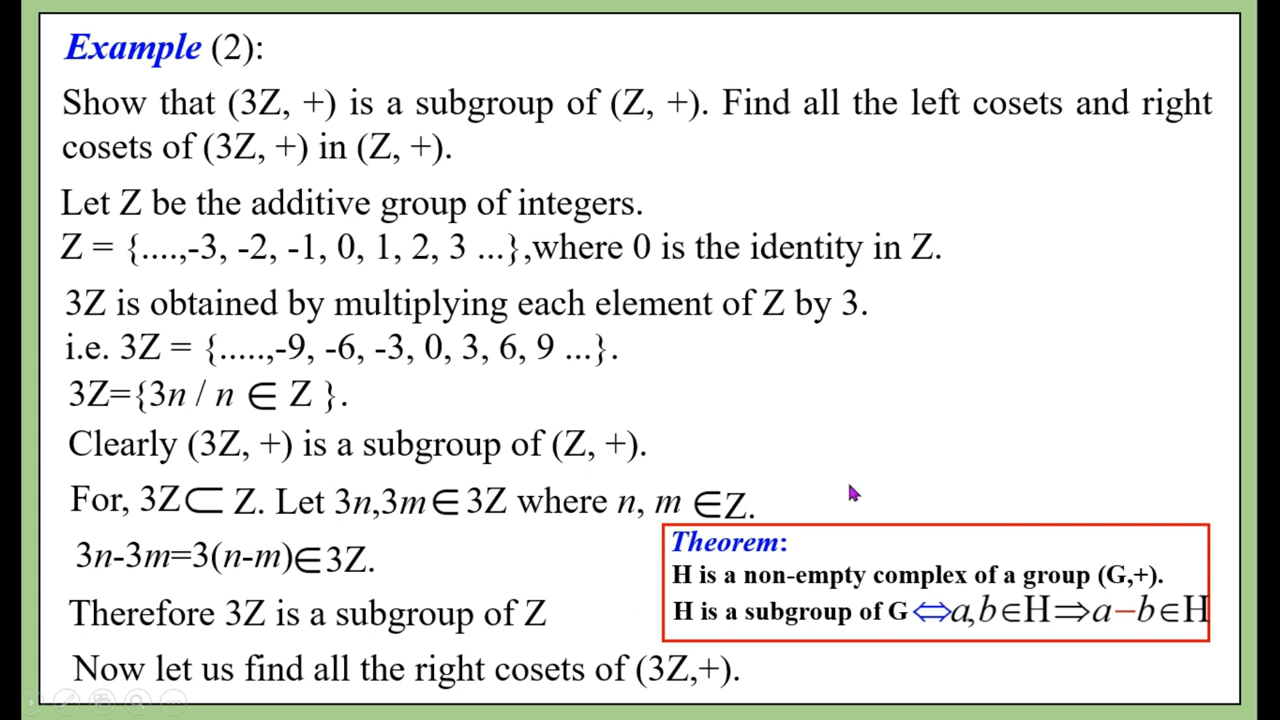 Example (2):
Show that (3Z, +) is a subgroup of (Z, +). Find all the left cosets and right
cosets of (3Z, +) in (Z, +).
Let Z be the additive group of integers.
Z = {....,-3, -2, -1, 0, 1, 2, 3 ...},where 0 is the identity in Z.
3Z is obtained by multiplying each element of Z by 3.
i.e. 3Z = {.....,-9, -6, -3, 0, 3, 6, 9 ...}.
3Z={3n / n ∈ Z }.
Clearly (3Z, +) is a subgroup of (Z, +).
For, 3Z⊂ Z. Let 3n,3m∈3Z where n, m ∈Z.
3n-3m=3(n-m)∈3Z.
Therefore 3Z is a subgroup of Z
Theorem:
H is a non-empty complex of a group (G,+).
H is a subgroup of G⇔a,b∈H⇒a−b∈H
Now let us find all the right cosets of (3Z,+).